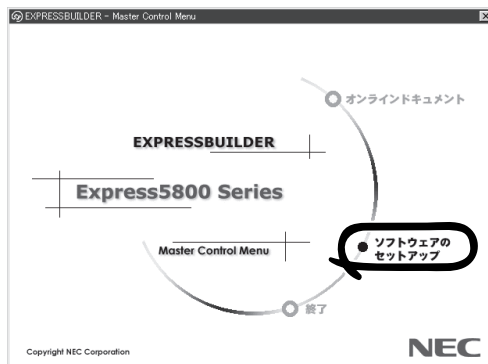 EXPRESSBUILDER - Master Control Menu
オンラインドキュメント
EXPRESSBUILDER
Express5800 Series
ソフトウェアの
セットアップ
Master Control Menu
終了
Copyright NEC Corporation
NEC